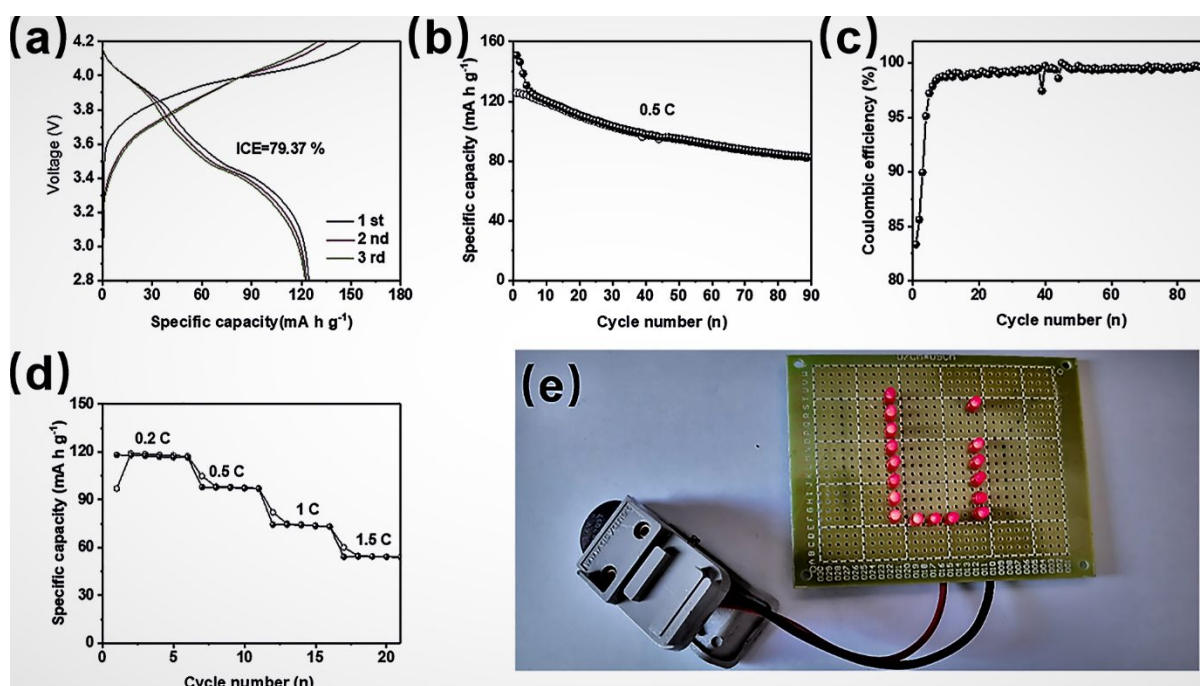 (a)
4.2
4.0
3.8
3.6
3.4
3.2
3.0
2.8
Voltage (V)
ICE=79.37 %
1 st
2 nd
3 rd
0 30 60 90 120 150 180
Specific capacity(mA h g⁻¹)
(b)
160
120
80
40
0
Specific capacity (mA h g⁻¹)
0.5 C
0 10 20 30 40 50 60 70 80 90
Cycle number (n)
(c)
100
95
90
85
80
Coulombic efficiency (%)
0 20 40 60 80
Cycle number (n)
(d)
150
120
90
60
30
0
Specific capacity (mA h g⁻¹)
0.2 C
0.5 C
1 C
1.5 C
0 5 10 15 20
Cycle number (n)
(e)
Li